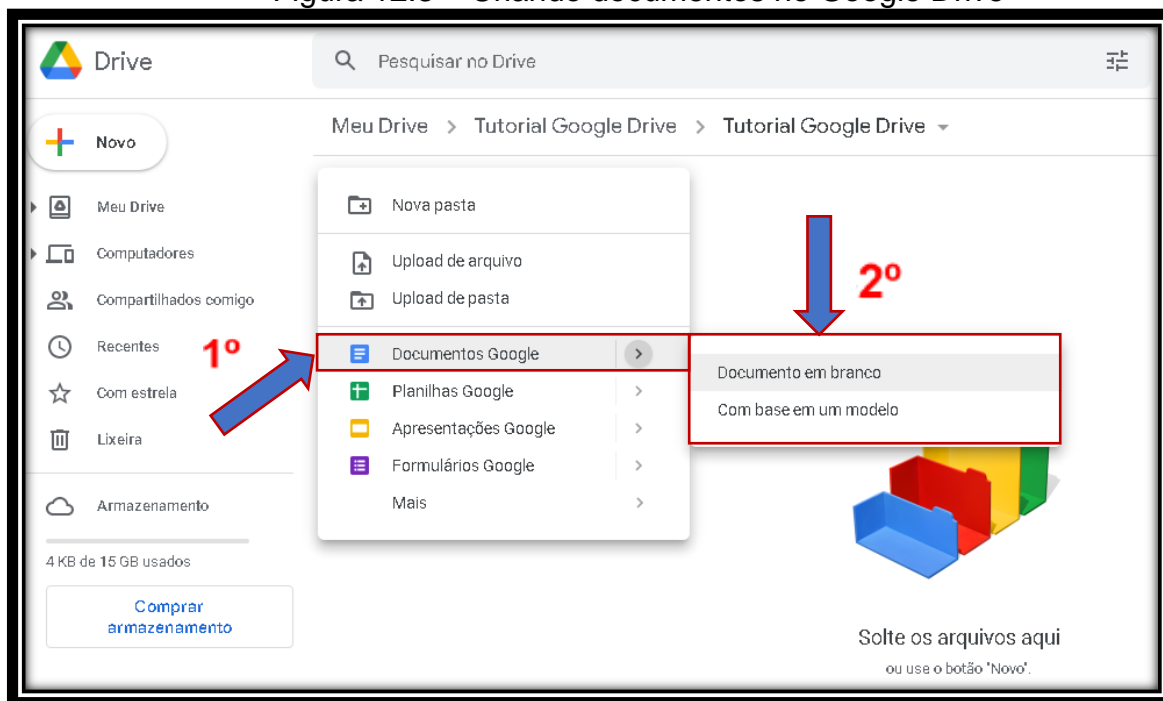 Drive
Pesquisar no Drive
Novo
Meu Drive > Tutorial Google Drive > Tutorial Google Drive
Meu Drive
Computadores
Compartilhados comigo
Recentes
Com estrela
Lixeira
Armazenamento
4 KB de 15 GB usados
Comprar
armazenamento
Nova pasta
Upload de arquivo
Upload de pasta
1º
Documentos Google
Planilhas Google
Apresentações Google
Formulários Google
Mais
2º
Documento em branco
Com base em um modelo
Solte os arquivos aqui
ou use o botão "Novo".